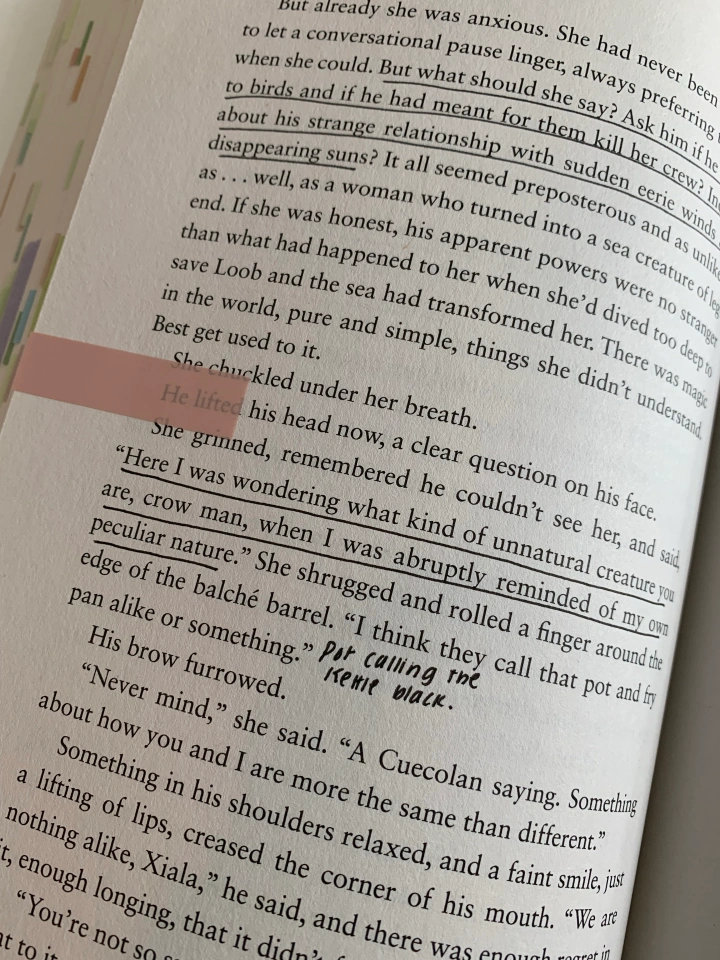 But already she was anxious. She had never been
to let a conversational pause linger, always preferring
when she could. But what should she say? Ask him if he
to birds and if he had meant for them kill her crew?
about his strange relationship with sudden eerie winds
disappearing suns? It all seemed preposterous and as unlike
as . . . well, as a woman who turned into a sea creature of leg
end. If she was honest, his apparent powers were no stranger
than what had happened to her when she’d dived too deep to
save Loob and the sea had transformed her. There was magic
in the world, pure and simple, things she didn’t understand.
Best get used to it.
She chuckled under her breath.
He lifted his head now, a clear question on his face.
She grinned, remembered he couldn’t see her, and said,
“Here I was wondering what kind of unnatural creature you
are, crow man, when I was abruptly reminded of my own
peculiar nature.” She shrugged and rolled a finger around the
edge of the balché barrel. “I think they call that pot and fry
pan alike or something.”
Pot calling the
kettle black.
His brow furrowed.
“Never mind,” she said. “A Cuecolan saying. Something
about how you and I are more the same than different.”
Something in his shoulders relaxed, and a faint smile, just
a lifting of lips, creased the corner of his mouth. “We are
nothing alike, Xiala,” he said, and there was enough regret in
it, enough longing, that it didn’t
“You’re not so
to it